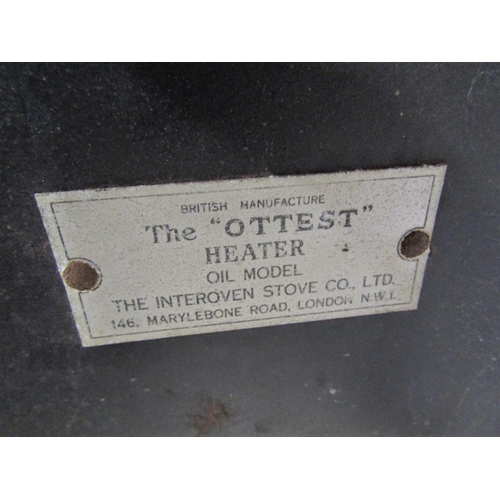 BRITISH MANUFACTURE
The "OTTEST"
HEATER
OIL MODEL
THE INTEROVEN STOVE CO., LTD.
146, MARYLEBONE ROAD, LONDON N.W.1.